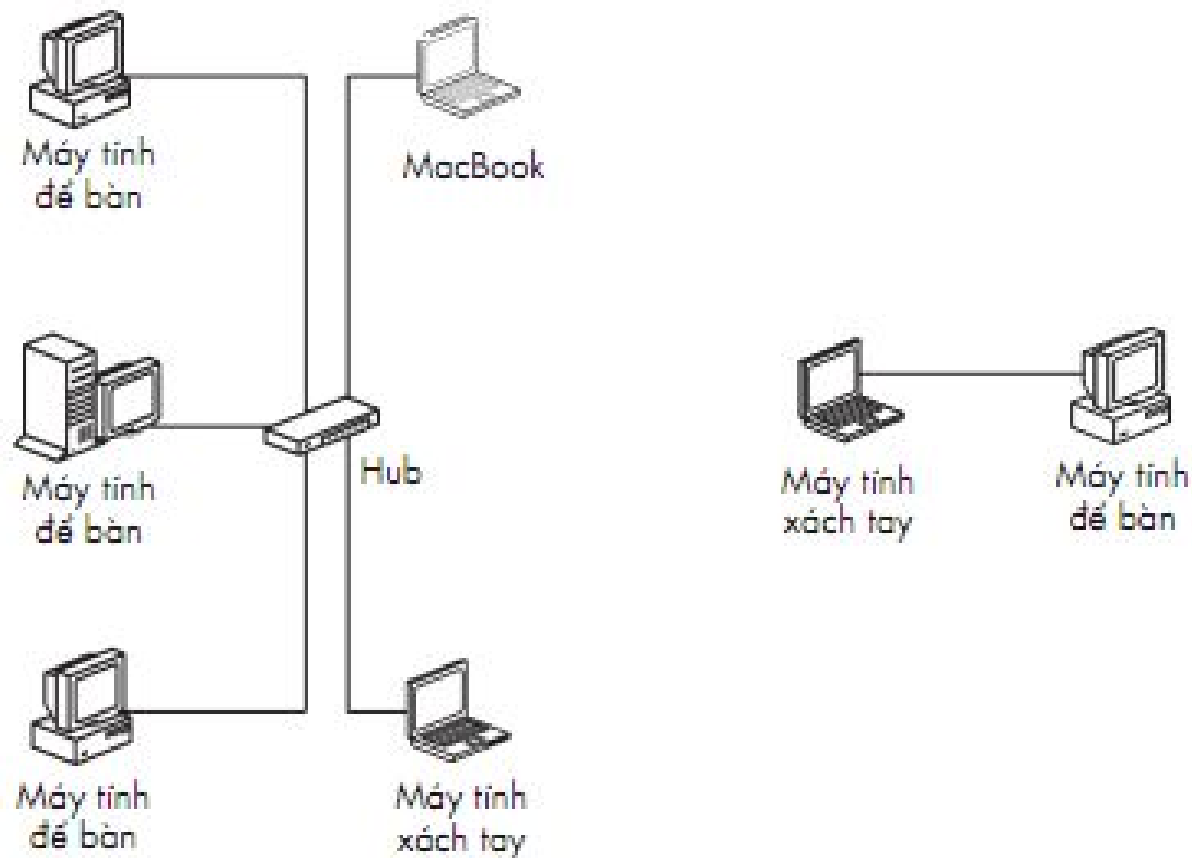 Máy tính
để bàn
MacBook
Máy tính
để bàn
Hub
Máy tính
xách tay
Máy tính
để bàn
Máy tính
để bàn
Máy tính
xách tay